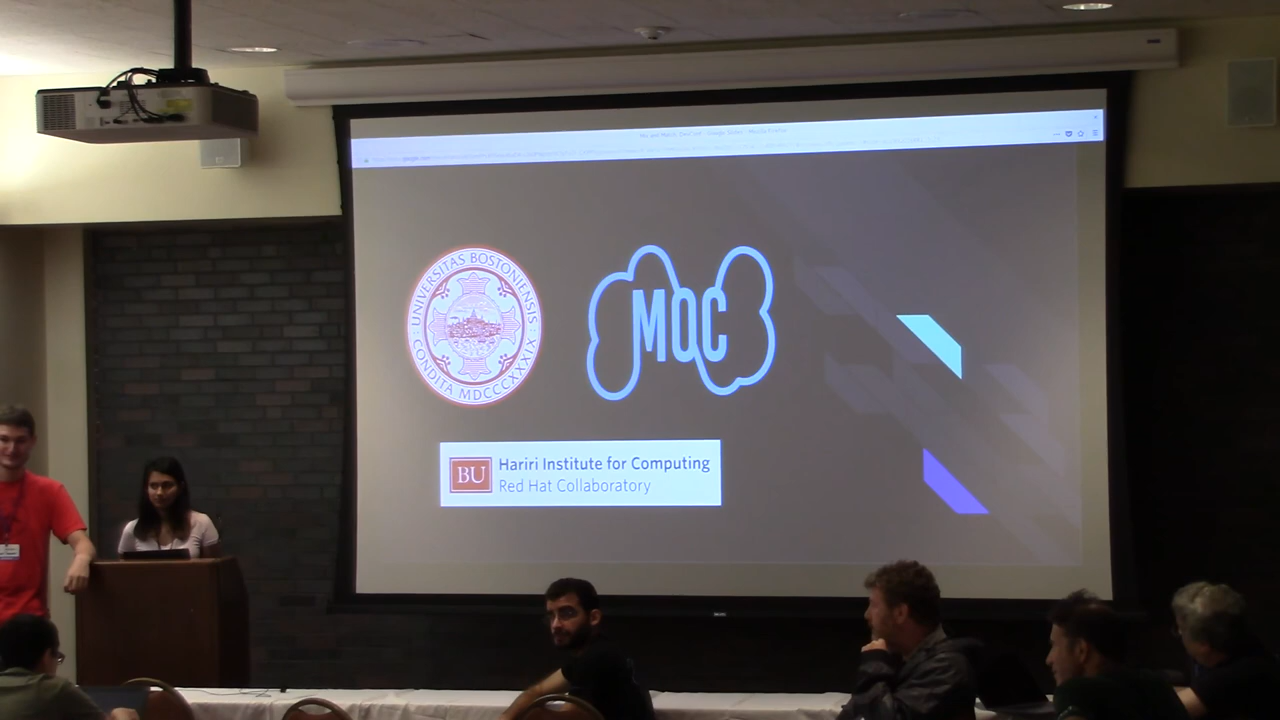 UNIVERSITAS BOSTONIENSIS
CONDITA MDCCCXXXIX
MOC
BU
Hariri Institute for Computing
Red Hat Collaboratory